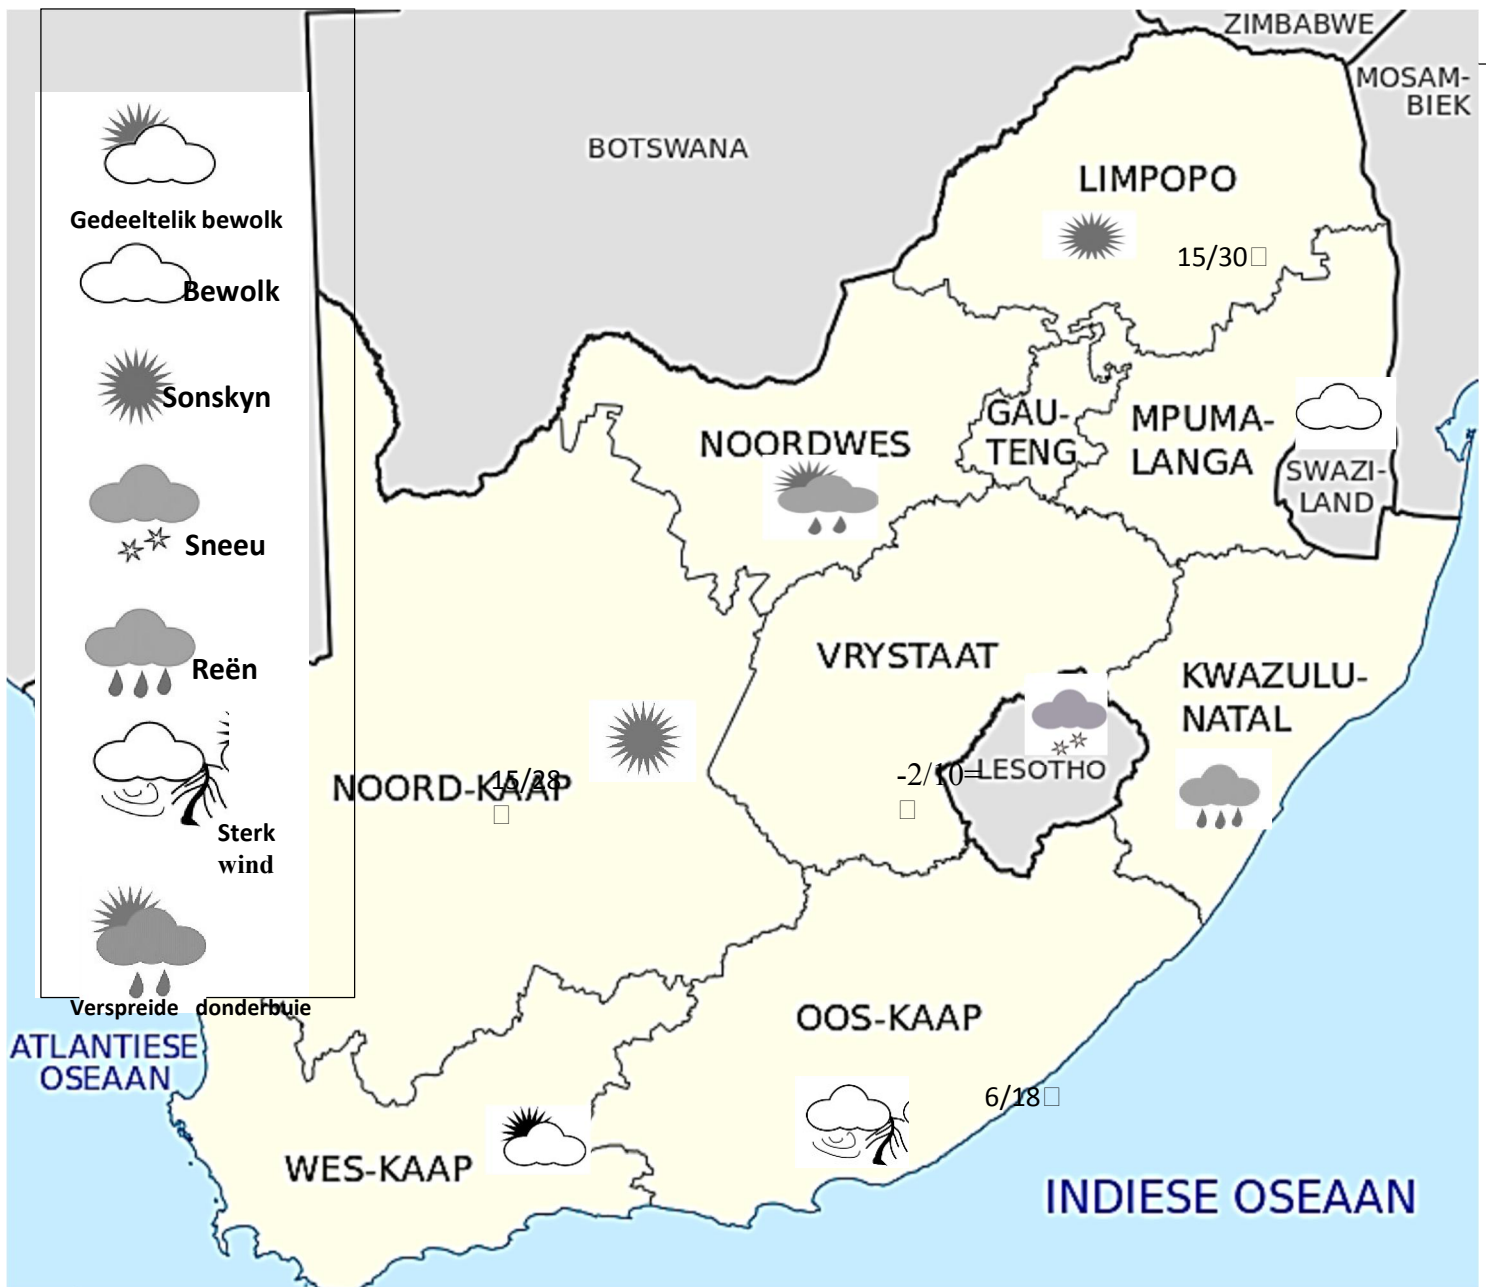 ZIMBABWE
MOSAM-
BIEK
BOTSWANA
LIMPOPO
15/30
Gedeeltelik bewolk
Bewolk
Sonskyn
Sneeu
Reën
Sterk
wind
Verspreide donderbuie
NOORDWES
GAU-
TENG
MPUMA-
LANGA
SWAZI-
LAND
VRYSTAAT
KWAZULU-
NATAL
NOORD-KAAP
15/28
-2/10=
LESOTHO
OOS-KAAP
6/18
ATLANTIESE
OSEAAN
WES-KAAP
INDIESE OSEAAN